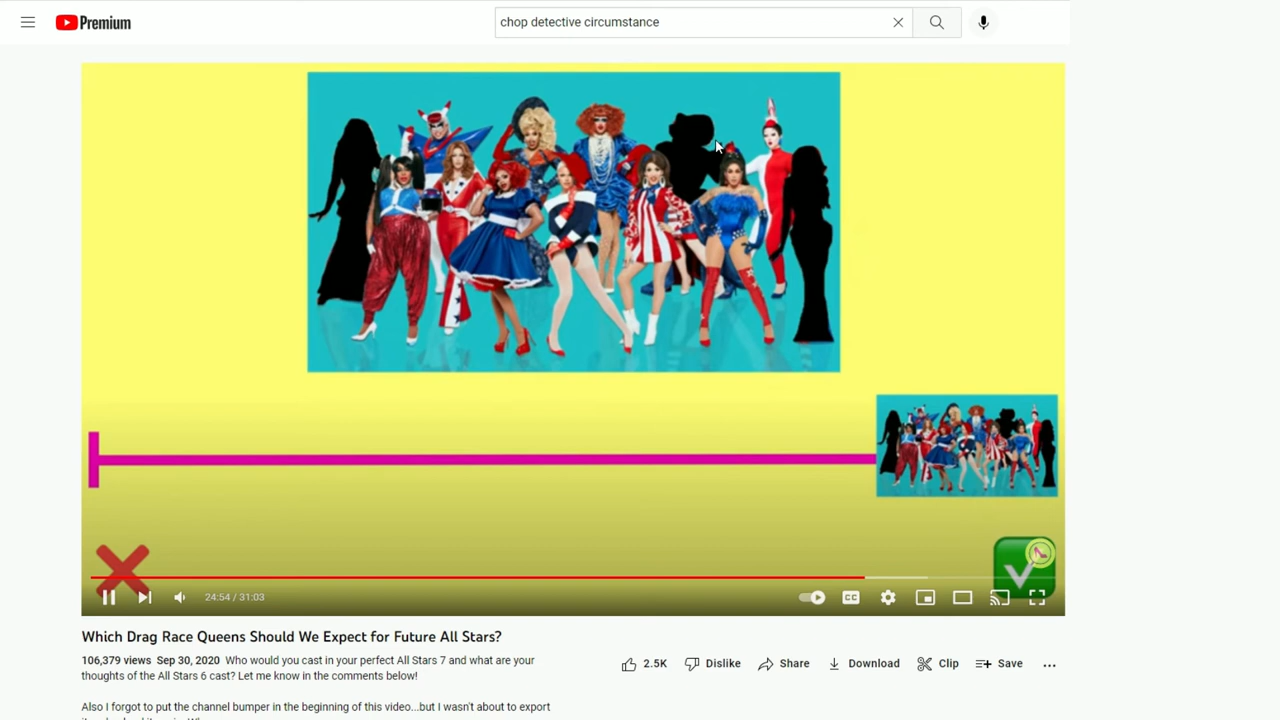 Premium
chop detective circumstance
24:54 / 31:03
CC
Which Drag Race Queens Should We Expect for Future All Stars?
106,379 views Sep 30, 2020 Who would you cast in your perfect All Stars 7 and what are your
thoughts of the All Stars 6 cast? Let me know in the comments below!
2.5K Dislike Share Download Clip Save
Also I forgot to put the channel bumper in the beginning of this video...but I wasn't about to export